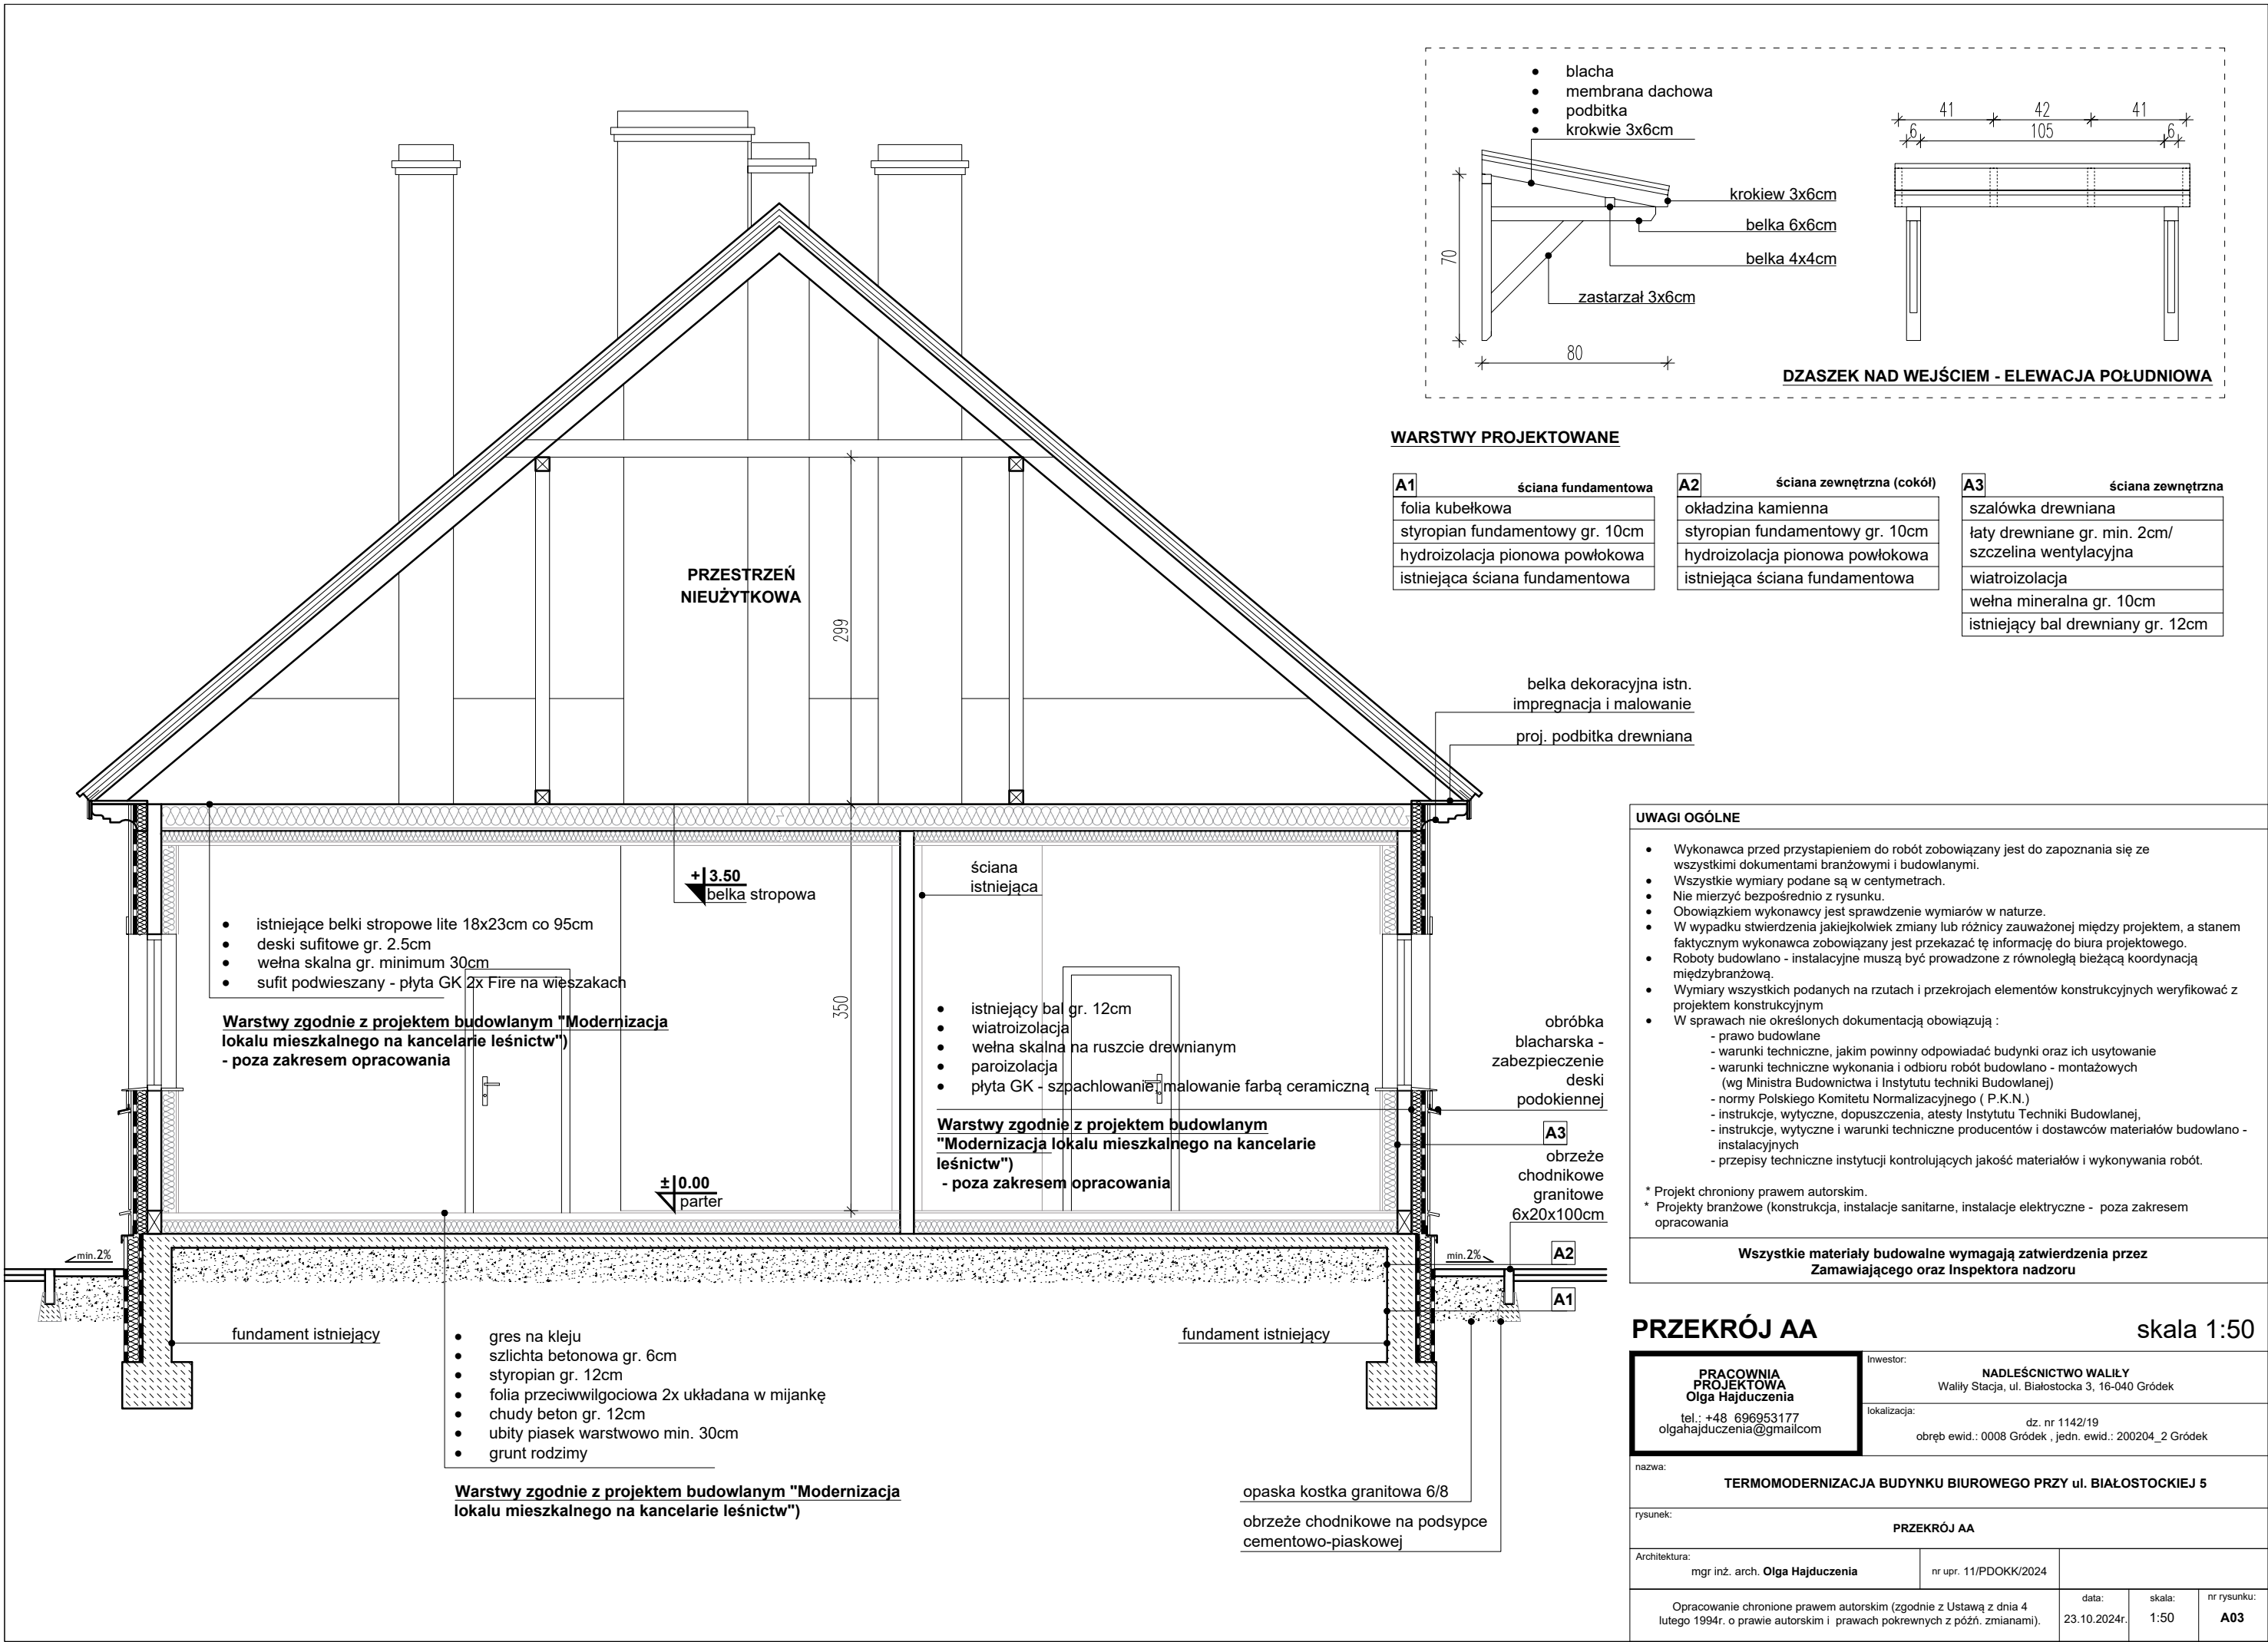 blacha
membrana dachowa
podbitka
krokwie 3x6cm
krokiew 3x6cm
belka 6x6cm
belka 4x4cm
zastarzał 3x6cm
70
80
41 42 41
6 105 6
DZASZEK NAD WEJŚCIEM - ELEWACJA POŁUDNIOWA
WARSTWY PROJEKTOWANE
A1 ściana fundamentowa
folia kubełkowa
styropian fundamentowy gr. 10cm
hydroizolacja pionowa powłokowa
istniejąca ściana fundamentowa
A2 ściana zewnętrzna (cokół)
okładzina kamienna
styropian fundamentowy gr. 10cm
hydroizolacja pionowa powłokowa
istniejąca ściana fundamentowa
A3 ściana zewnętrzna
szalówka drewniana
łaty drewniane gr. min. 2cm/
szczelina wentylacyjna
wiatroizolacja
wełna mineralna gr. 10cm
istniejący bal drewniany gr. 12cm
PRZESTRZEŃ
NIEUŻYTKOWA
299
belka dekoracyjna istn.
impregnacja i malowanie
proj. podbitka drewniana
+ 3.50
belka stropowa
ściana
istniejąca
istniejące belki stropowe lite 18x23cm co 95cm
deski sufitowe gr. 2.5cm
wełna skalna gr. minimum 30cm
sufit podwieszany - płyta GK 2x Fire na wieszakach
Warstwy zgodnie z projektem budowlanym "Modernizacja
lokalu mieszkalnego na kancelarie leśnictw")
- poza zakresem opracowania
350
istniejący bal gr. 12cm
wiatroizolacja
wełna skalna na ruszcie drewnianym
paroizolacja
płyta GK - szpachlowanie, malowanie farbą ceramiczną
Warstwy zgodnie z projektem budowlanym
"Modernizacja lokalu mieszkalnego na kancelarie
leśnictw")
- poza zakresem opracowania
± 0.00
parter
obróbka
blacharska -
zabezpieczenie
deski
podokiennej
A3
obrzeże
chodnikowe
granitowe
6x20x100cm
min.2%
min.2%
A2
A1
fundament istniejący
fundament istniejący
gres na kleju
szlichta betonowa gr. 6cm
styropian gr. 12cm
folia przeciwwilgociowa 2x układana w mijankę
chudy beton gr. 12cm
ubity piasek warstwowo min. 30cm
grunt rodzimy
Warstwy zgodnie z projektem budowlanym "Modernizacja
lokalu mieszkalnego na kancelarie leśnictw")
opaska kostka granitowa 6/8
obrzeże chodnikowe na podsypce
cementowo-piaskowej
UWAGI OGÓLNE
Wykonawca przed przystapieniem do robót zobowiązany jest do zapoznania się ze
wszystkimi dokumentami branżowymi i budowlanymi.
Wszystkie wymiary podane są w centymetrach.
Nie mierzyć bezpośrednio z rysunku.
Obowiązkiem wykonawcy jest sprawdzenie wymiarów w naturze.
W wypadku stwierdzenia jakiejkolwiek zmiany lub różnicy zauważonej między projektem, a stanem
faktycznym wykonawca zobowiązany jest przekazać tę informację do biura projektowego.
Roboty budowlano - instalacyjne muszą być prowadzone z równoległą bieżącą koordynacją
międzybranżową.
Wymiary wszystkich podanych na rzutach i przekrojach elementów konstrukcyjnych weryfikować z
projektem konstrukcyjnym
W sprawach nie określonych dokumentacją obowiązują :
- prawo budowlane
- warunki techniczne, jakim powinny odpowiadać budynki oraz ich usytowanie
- warunki techniczne wykonania i odbioru robót budowlano - montażowych
(wg Ministra Budownictwa i Instytutu techniki Budowlanej)
- normy Polskiego Komitetu Normalizacyjnego ( P.K.N.)
- instrukcje, wytyczne, dopuszczenia, atesty Instytutu Techniki Budowlanej,
- instrukcje, wytyczne i warunki techniczne producentów i dostawców materiałów budowlano -
instalacyjnych
- przepisy techniczne instytucji kontrolujących jakość materiałów i wykonywania robót.
* Projekt chroniony prawem autorskim.
* Projekty branżowe (konstrukcja, instalacje sanitarne, instalacje elektryczne - poza zakresem
opracowania
Wszystkie materiały budowalne wymagają zatwierdzenia przez
Zamawiającego oraz Inspektora nadzoru
PRZEKRÓJ AA skala 1:50
PRACOWNIA
PROJEKTOWA
Olga Hajduczenia
tel.: +48 696953177
olgahajduczenia@gmailcom
Inwestor:
NADLEŚCNICTWO WALIŁY
Waliły Stacja, ul. Białostocka 3, 16-040 Gródek
lokalizacja:
dz. nr 1142/19
obręb ewid.: 0008 Gródek , jedn. ewid.: 200204_2 Gródek
nazwa:
TERMOMODERNIZACJA BUDYNKU BIUROWEGO PRZY ul. BIAŁOSTOCKIEJ 5
rysunek:
PRZEKRÓJ AA
Architektura:
mgr inż. arch. Olga Hajduczenia
nr upr. 11/PDOKK/2024
Opracowanie chronione prawem autorskim (zgodnie z Ustawą z dnia 4
lutego 1994r. o prawie autorskim i prawach pokrewnych z późń. zmianami).
data:
23.10.2024r.
skala:
1:50
nr rysunku:
A03